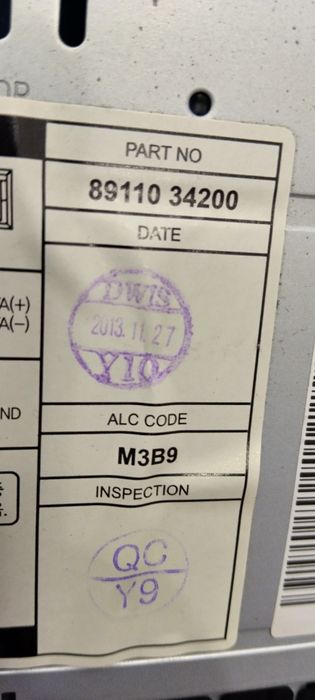 PART NO
89110 34200
DATE
DWIS
2013.11.27
Y10
A(+)
A(-)
ALC CODE
ND
M3B9
INSPECTION
QC
Y9